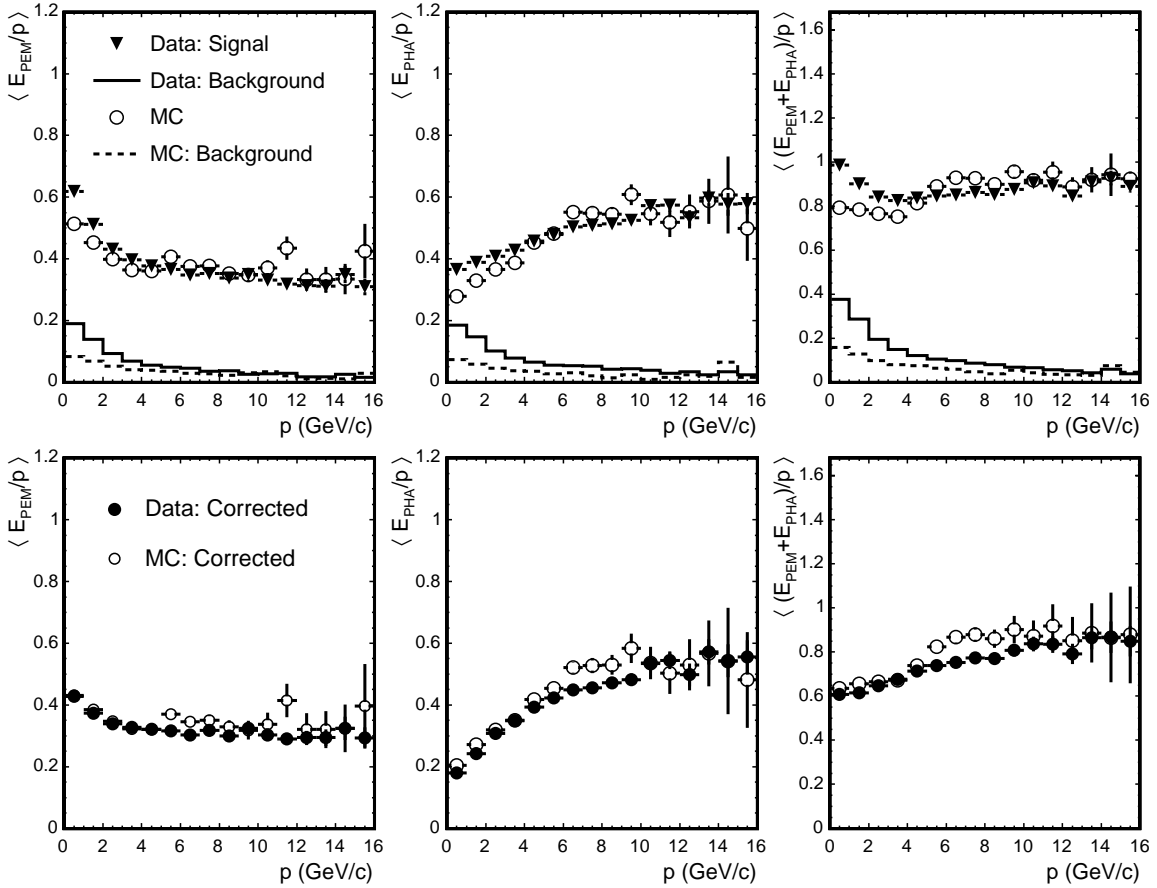 ⟨ E_PEM/p ⟩
1.2
1
0.8
0.6
0.4
0.2
0
Data: Signal
Data: Background
MC
MC: Background
0 2 4 6 8 10 12 14 16
p (GeV/c)
⟨ E_PHA/p ⟩
1.2
1
0.8
0.6
0.4
0.2
0
0 2 4 6 8 10 12 14 16
p (GeV/c)
⟨ (E_PEM+E_PHA)/p ⟩
1.6
1.4
1.2
1
0.8
0.6
0.4
0.2
0
0 2 4 6 8 10 12 14 16
p (GeV/c)
⟨ E_PEM/p ⟩
1.2
1
0.8
0.6
0.4
0.2
0
Data: Corrected
MC: Corrected
0 2 4 6 8 10 12 14 16
p (GeV/c)
⟨ E_PHA/p ⟩
1.2
1
0.8
0.6
0.4
0.2
0
0 2 4 6 8 10 12 14 16
p (GeV/c)
⟨ (E_PEM+E_PHA)/p ⟩
1.6
1.4
1.2
1
0.8
0.6
0.4
0.2
0
0 2 4 6 8 10 12 14 16
p (GeV/c)